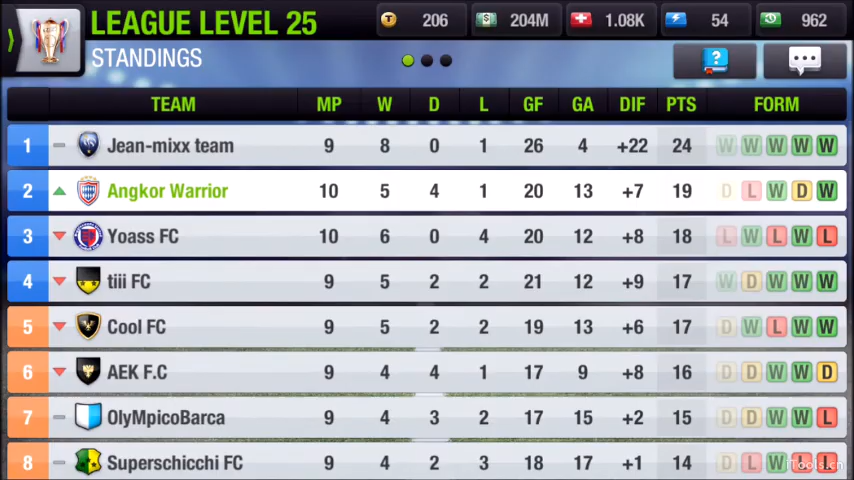 LEAGUE LEVEL 25 T 206 $ 204M 1.08K 54 962
STANDINGS ? ...
TEAM MP W D L GF GA DIF PTS FORM
1 Jean-mixx team 9 8 0 1 26 4 +22 24 W W W W W
2 Angkor Warrior 10 5 4 1 20 13 +7 19 D L W D W
3 Yoass FC 10 6 0 4 20 12 +8 18 L W L W L
4 tiii FC 9 5 2 2 21 12 +9 17 W D W W W
5 Cool FC 9 5 2 2 19 13 +6 17 D W L W W
6 AEK F.C 9 4 4 1 17 9 +8 16 D D W W D
7 OlyMpicoBarca 9 4 3 2 17 15 +2 15 D D W W L
8 Superschicchi FC 9 4 2 3 18 17 +1 14 D L W L L
iTools.cn